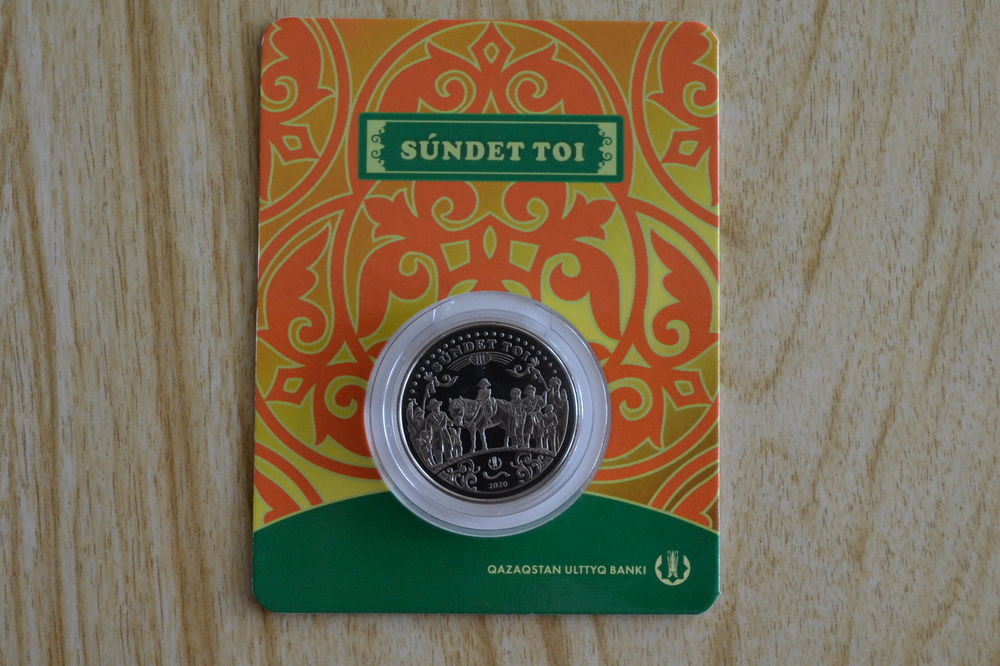 SÚNDET TOI
SÚNDET TOI
2020
QAZAQSTAN ULTTYQ BANKI